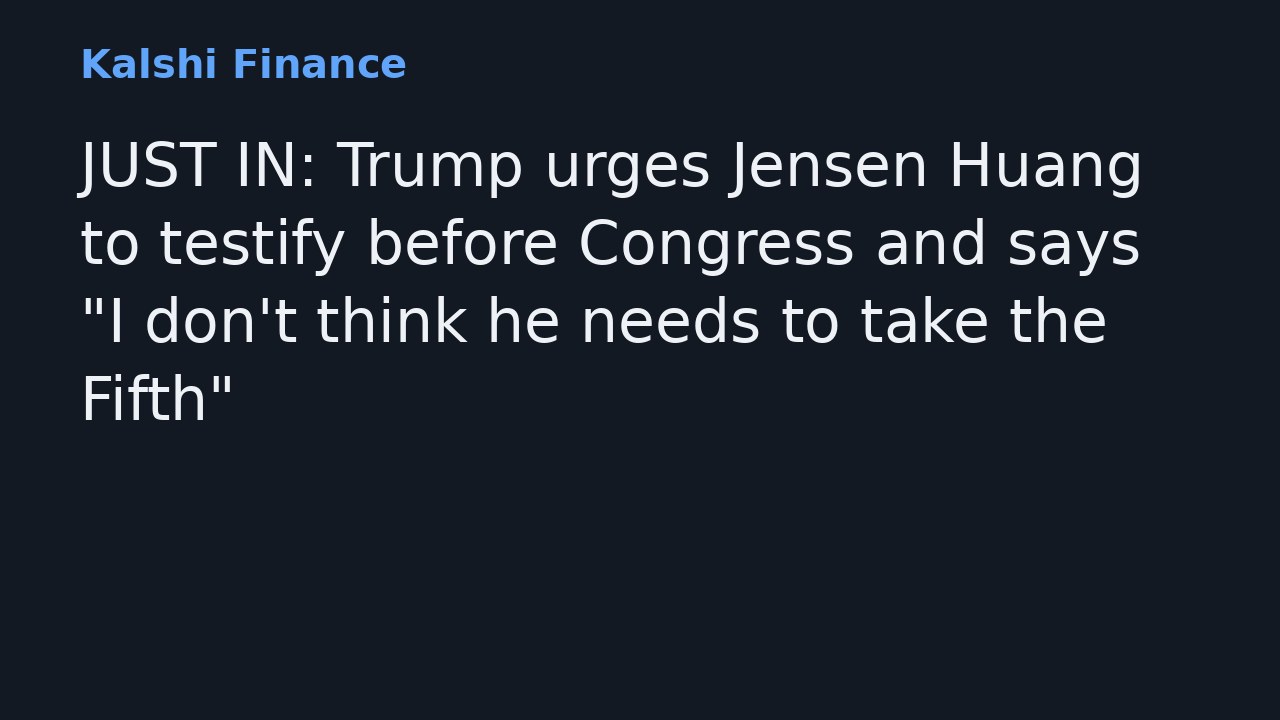 Kalshi Finance
JUST IN: Trump urges Jensen Huang
to testify before Congress and says
"I don't think he needs to take the
Fifth"